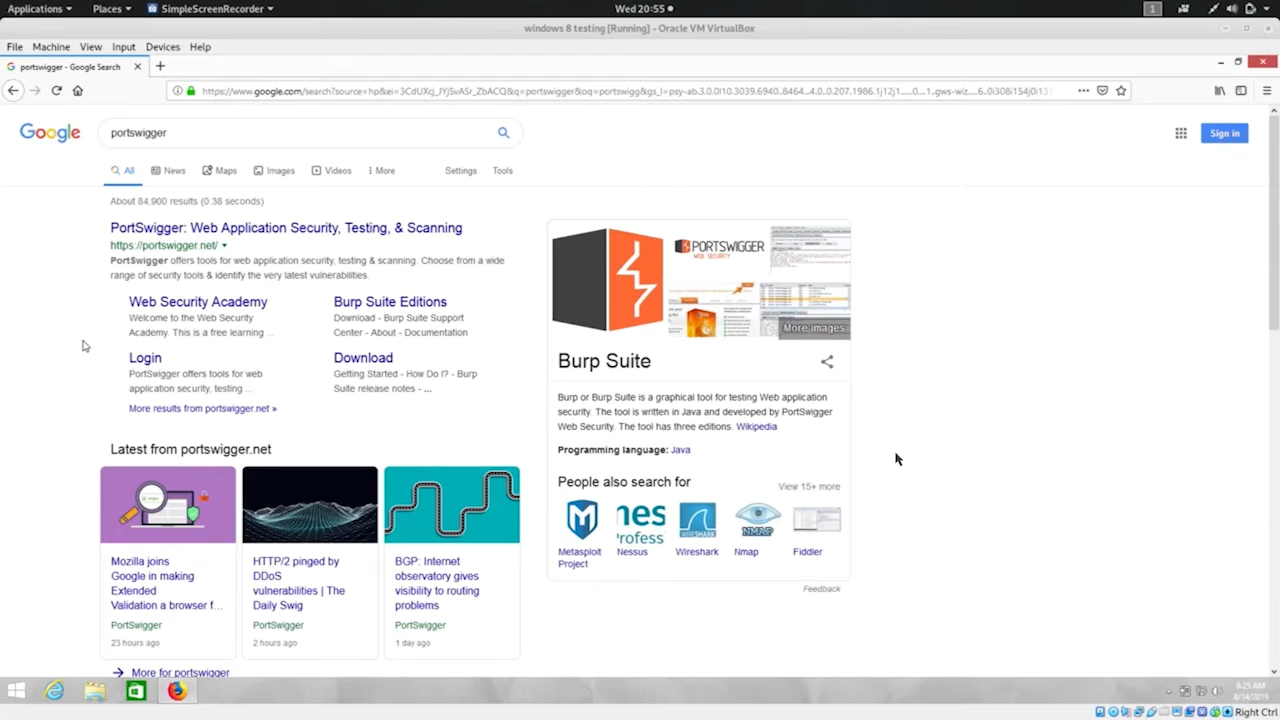 Applications Places SimpleScreenRecorder Wed 20:55 1
windows 8 testing [Running] - Oracle VM VirtualBox
File Machine View Input Devices Help
portswigger - Google Search
Google portswigger Sign in
All News Maps Images Videos More Settings Tools
About 84,900 results (0.38 seconds)
PortSwigger: Web Application Security, Testing, & Scanning
https://portswigger.net/
PortSwigger offers tools for web application security, testing & scanning. Choose from a wide
range of security tools & identify the very latest vulnerabilities.
Web Security Academy
Welcome to the Web Security
Academy. This is a free learning ...
Burp Suite Editions
Download - Burp Suite Support
Center - About - Documentation
Login
PortSwigger offers tools for web
application security, testing ...
Download
Getting Started - How Do I? - Burp
Suite release notes - ...
More results from portswigger.net »
Latest from portswigger.net
Mozilla joins
Google in making
Extended
Validation a browser f...
PortSwigger
23 hours ago
HTTP/2 pinged by
DDoS
vulnerabilities | The
Daily Swig
PortSwigger
2 hours ago
BGP: Internet
observatory gives
visibility to routing
problems
PortSwigger
1 day ago
More for portswigger
PORTSWIGGER
WEB SECURITY
More images
Burp Suite
Burp or Burp Suite is a graphical tool for testing Web application
security. The tool is written in Java and developed by PortSwigger
Web Security. The tool has three editions. Wikipedia
Programming language: Java
People also search for View 15+ more
nes
Profess
WIRESHARK
NMAP
Metasploit
Project
Nessus
Wireshark
Nmap
Fiddler
Feedback
8:25 AM
8/14/2019
Right Ctrl